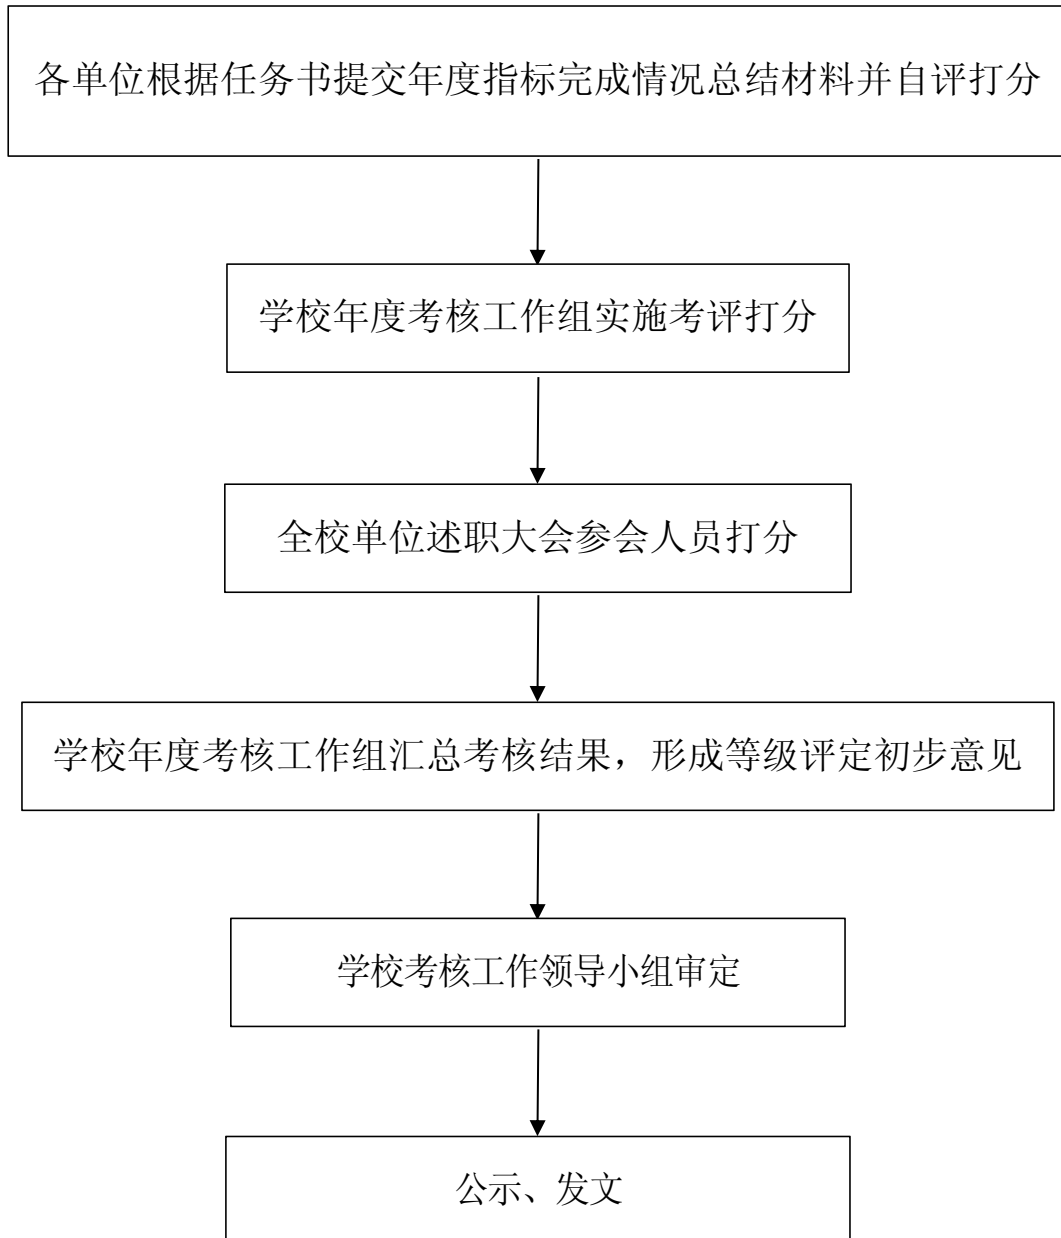 各单位根据任务书提交年度指标完成情况总结材料并自评打分
学校年度考核工作组实施考评打分
全校单位述职大会参会人员打分
学校年度考核工作组汇总考核结果，形成等级评定初步意见
学校考核工作领导小组审定
公示、发文